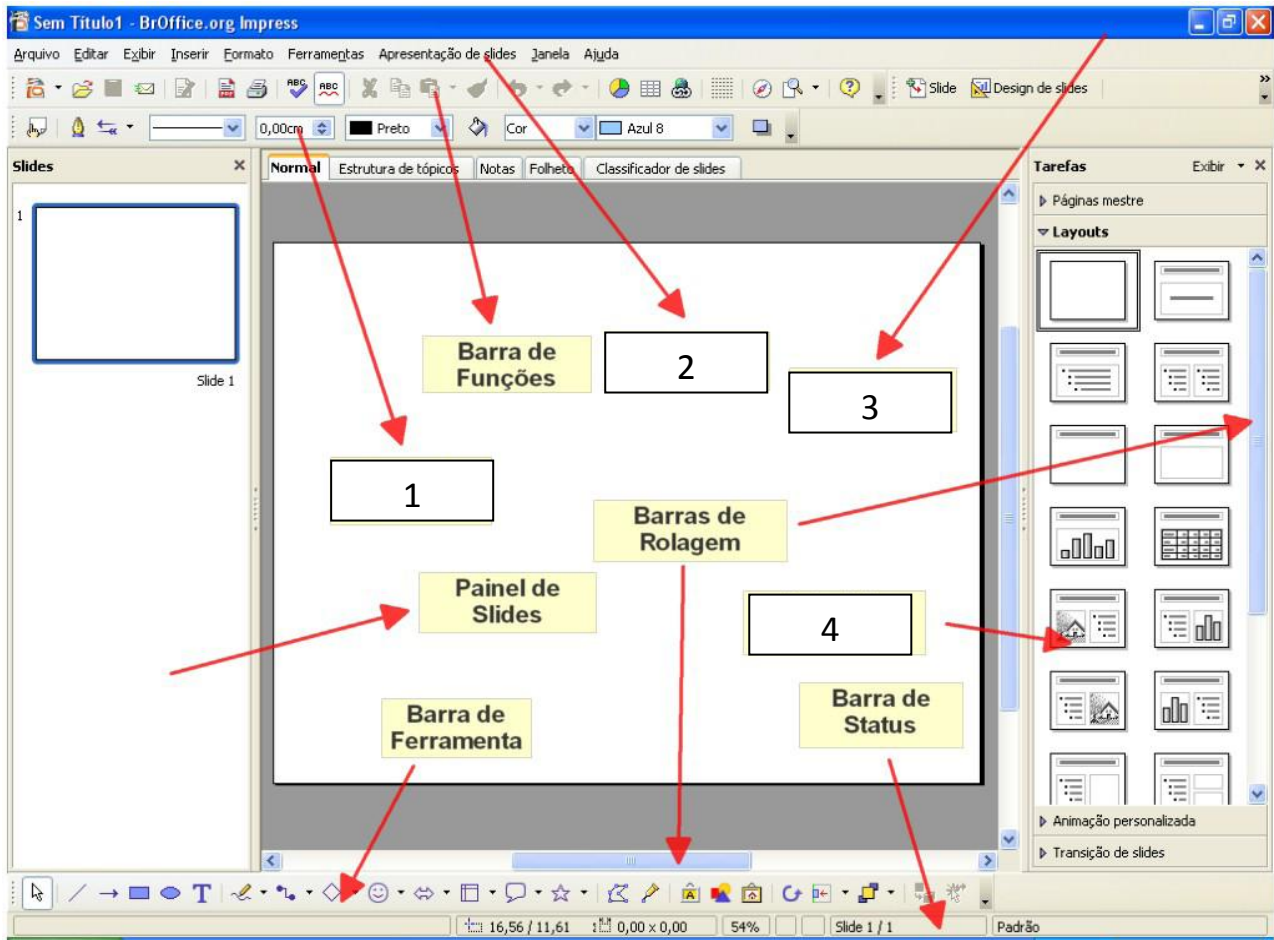 Sem Título1 - BrOffice.org Impress
Arquivo Editar Exibir Inserir Formato Ferramentas Apresentação de slides Janela Ajuda
ABC ABC Slide Design de slides
0,00cm Preto Cor Azul 8
Slides
Normal Estrutura de tópicos Notas Folheto Classificador de slides
Tarefas Exibir
Páginas mestre
Layouts
1
Slide 1
Barra de
Funções
2
3
1
Barras de
Rolagem
Painel de
Slides
4
Barra de
Ferramenta
Barra de
Status
Animação personalizada
Transição de slides
T A
16,56 / 11,61 0,00 x 0,00 54% Slide 1 / 1 Padrão